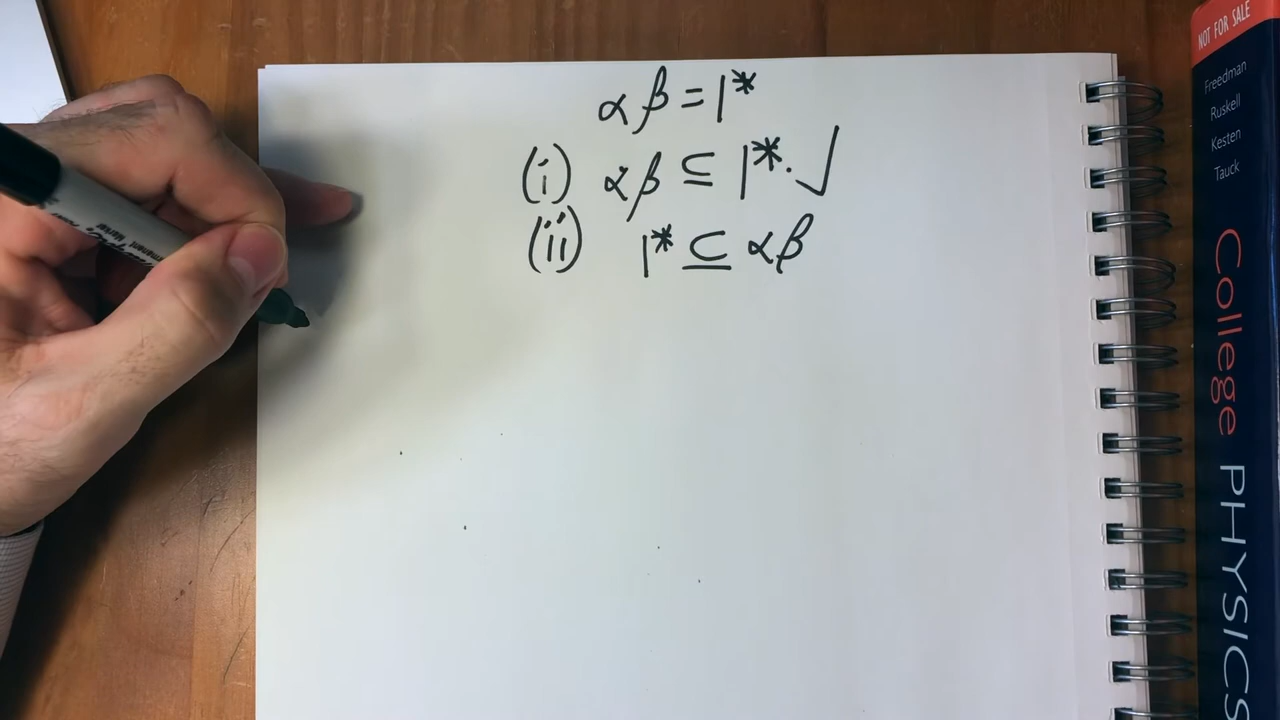 αβ = 1*
(i) αβ ⊆ 1*. √
(ii) 1* ⊆ αβ
NOT FOR SALE
Freedman
Ruskell
Kesten
Tauck
College PHYSICS